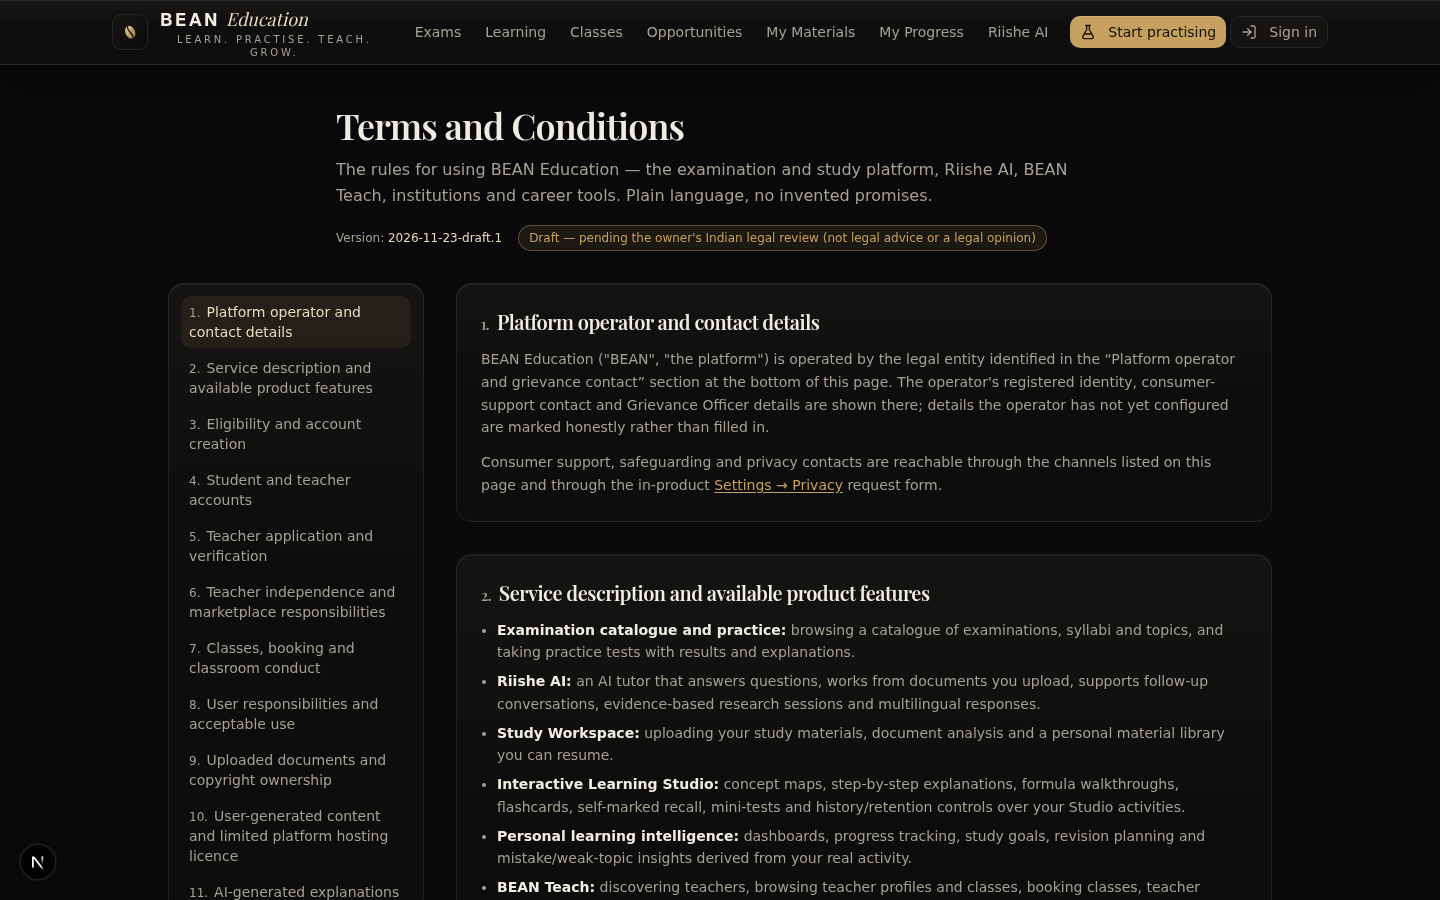 BEAN Education
LEARN. PRACTISE. TEACH.
GROW.
Exams
Learning
Classes
Opportunities
My Materials
My Progress
Riishe AI
Start practising
Sign in
Terms and Conditions
The rules for using BEAN Education — the examination and study platform, Riishe AI, BEAN
Teach, institutions and career tools. Plain language, no invented promises.
Version: 2026-11-23-draft.1
Draft — pending the owner's Indian legal review (not legal advice or a legal opinion)
1. Platform operator and
contact details
2. Service description and
available product features
3. Eligibility and account
creation
4. Student and teacher
accounts
5. Teacher application and
verification
6. Teacher independence and
marketplace responsibilities
7. Classes, booking and
classroom conduct
8. User responsibilities and
acceptable use
9. Uploaded documents and
copyright ownership
10. User-generated content
and limited platform hosting
licence
11. AI-generated explanations
1. Platform operator and contact details
BEAN Education ("BEAN", "the platform") is operated by the legal entity identified in the “Platform operator
and grievance contact” section at the bottom of this page. The operator's registered identity, consumer-
support contact and Grievance Officer details are shown there; details the operator has not yet configured
are marked honestly rather than filled in.
Consumer support, safeguarding and privacy contacts are reachable through the channels listed on this
page and through the in-product Settings → Privacy request form.
2. Service description and available product features
• Examination catalogue and practice: browsing a catalogue of examinations, syllabi and topics, and
taking practice tests with results and explanations.
• Riishe AI: an AI tutor that answers questions, works from documents you upload, supports follow-up
conversations, evidence-based research sessions and multilingual responses.
• Study Workspace: uploading your study materials, document analysis and a personal material library
you can resume.
• Interactive Learning Studio: concept maps, step-by-step explanations, formula walkthroughs,
flashcards, self-marked recall, mini-tests and history/retention controls over your Studio activities.
• Personal learning intelligence: dashboards, progress tracking, study goals, revision planning and
mistake/weak-topic insights derived from your real activity.
• BEAN Teach: discovering teachers, browsing teacher profiles and classes, booking classes, teacher